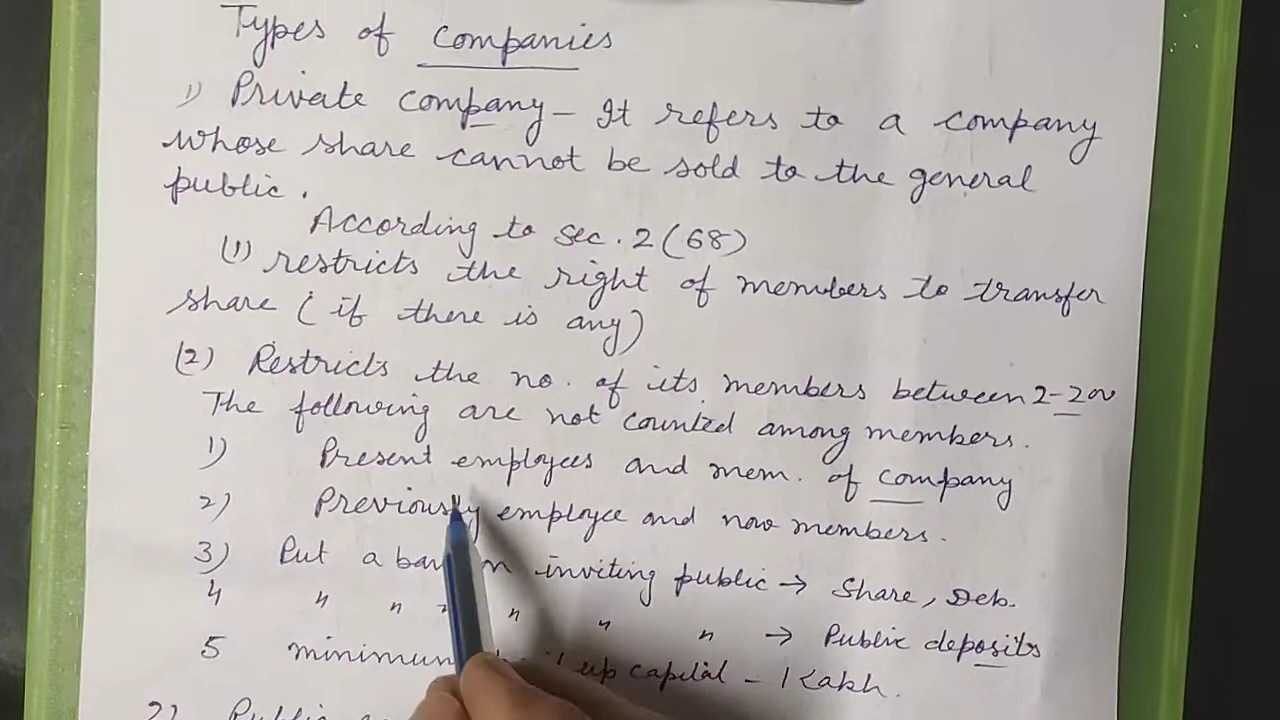 Types of companies
1) Private company - It refers to a company
whose share cannot be sold to the general
public.
According to sec. 2(68)
(1) restricts the right of members to transfer
share (if there is any)
(2) Restricts the no. of its members between 2-200
The following are not counted among members.
1) Present employees and mem. of company
2) Previously employee and now members.
3) Put a ban inviting public → Share, Deb.
4 " " " " " " → Public deposits
5 minimum up capital - 1 Lakh.
2) Public